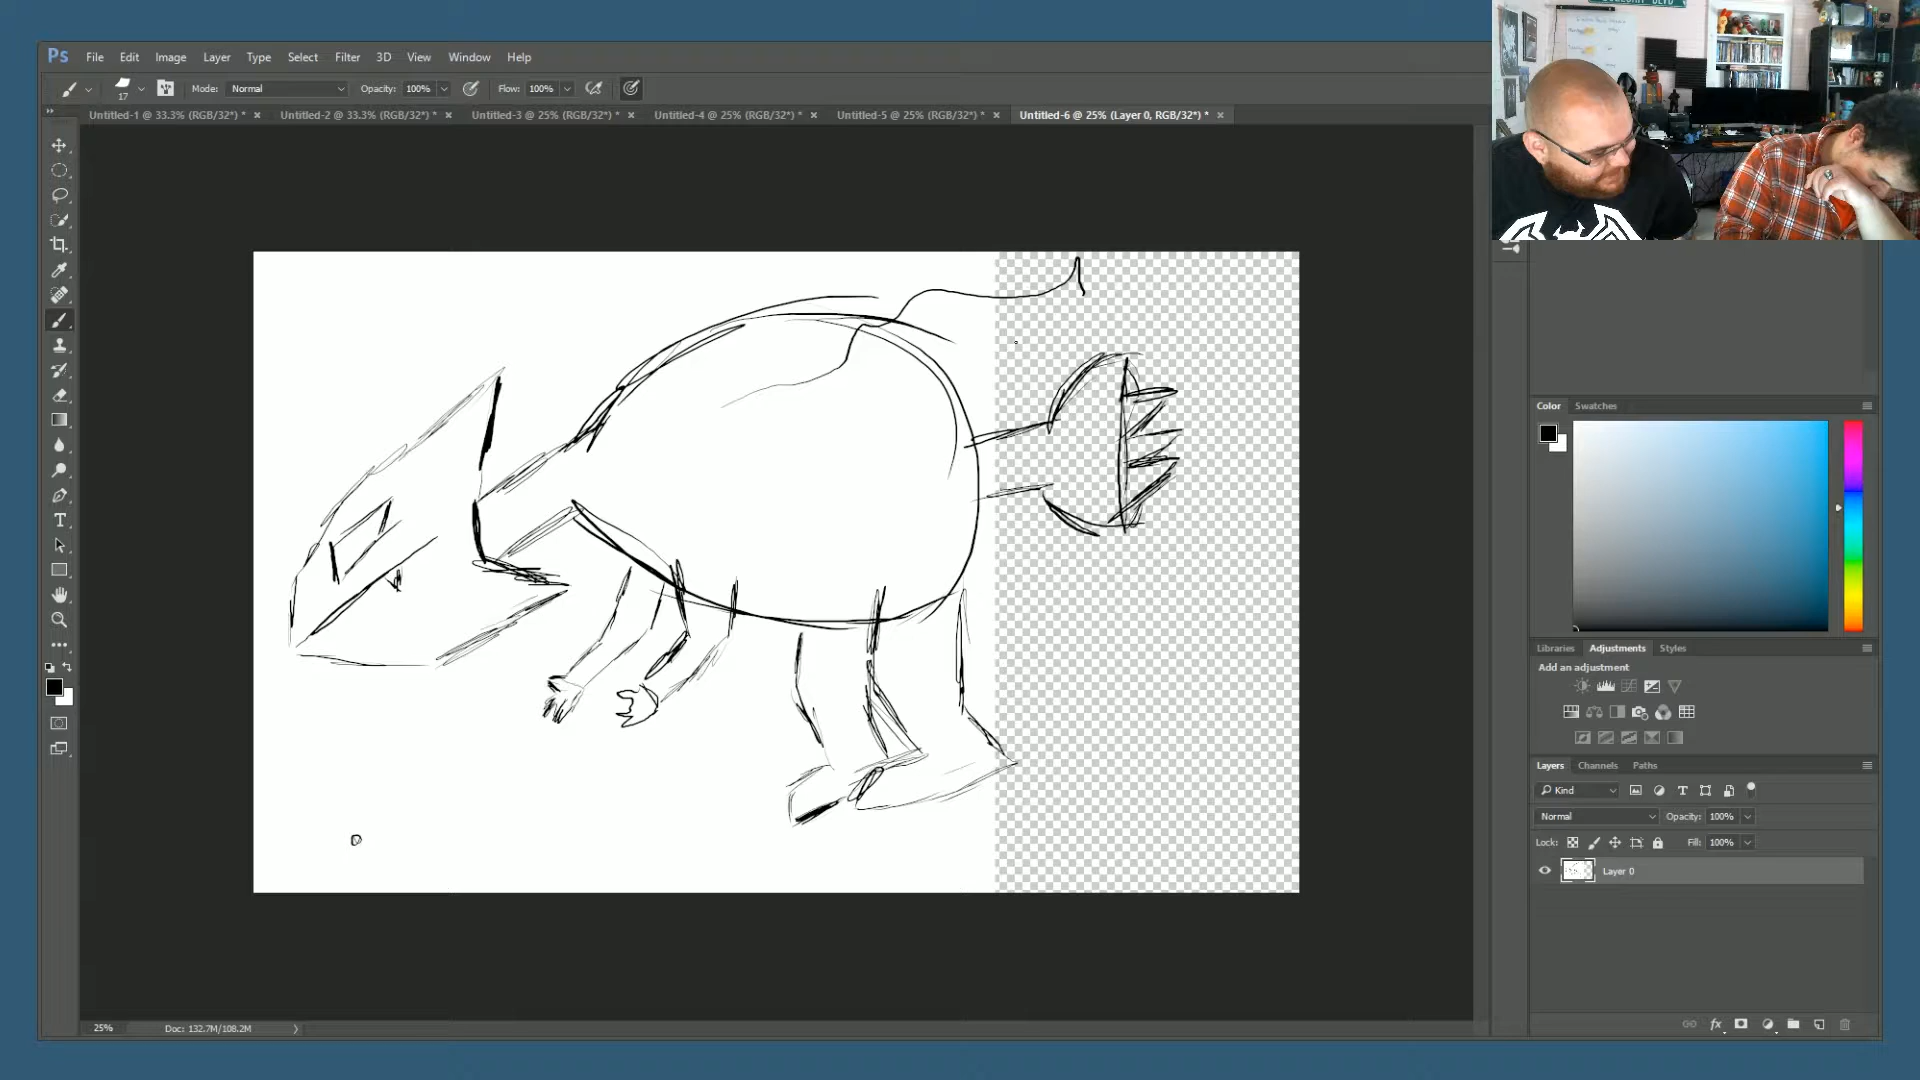 Ps File Edit Image Layer Type Select Filter 3D View Window Help
17 Mode: Normal Opacity: 100% Flow: 100%
Untitled-1 @ 33.3% (RGB/32*) * × Untitled-2 @ 33.3% (RGB/32*) * × Untitled-3 @ 25% (RGB/32*) * × Untitled-4 @ 25% (RGB/32*) * × Untitled-5 @ 25% (RGB/32*) * × Untitled-6 @ 25% (Layer 0, RGB/32*) * ×
Color Swatches
Libraries Adjustments Styles
Add an adjustment
Layers Channels Paths
Kind
Normal Opacity: 100%
Lock: Fill: 100%
Layer 0
25% Doc: 132.7M/108.2M